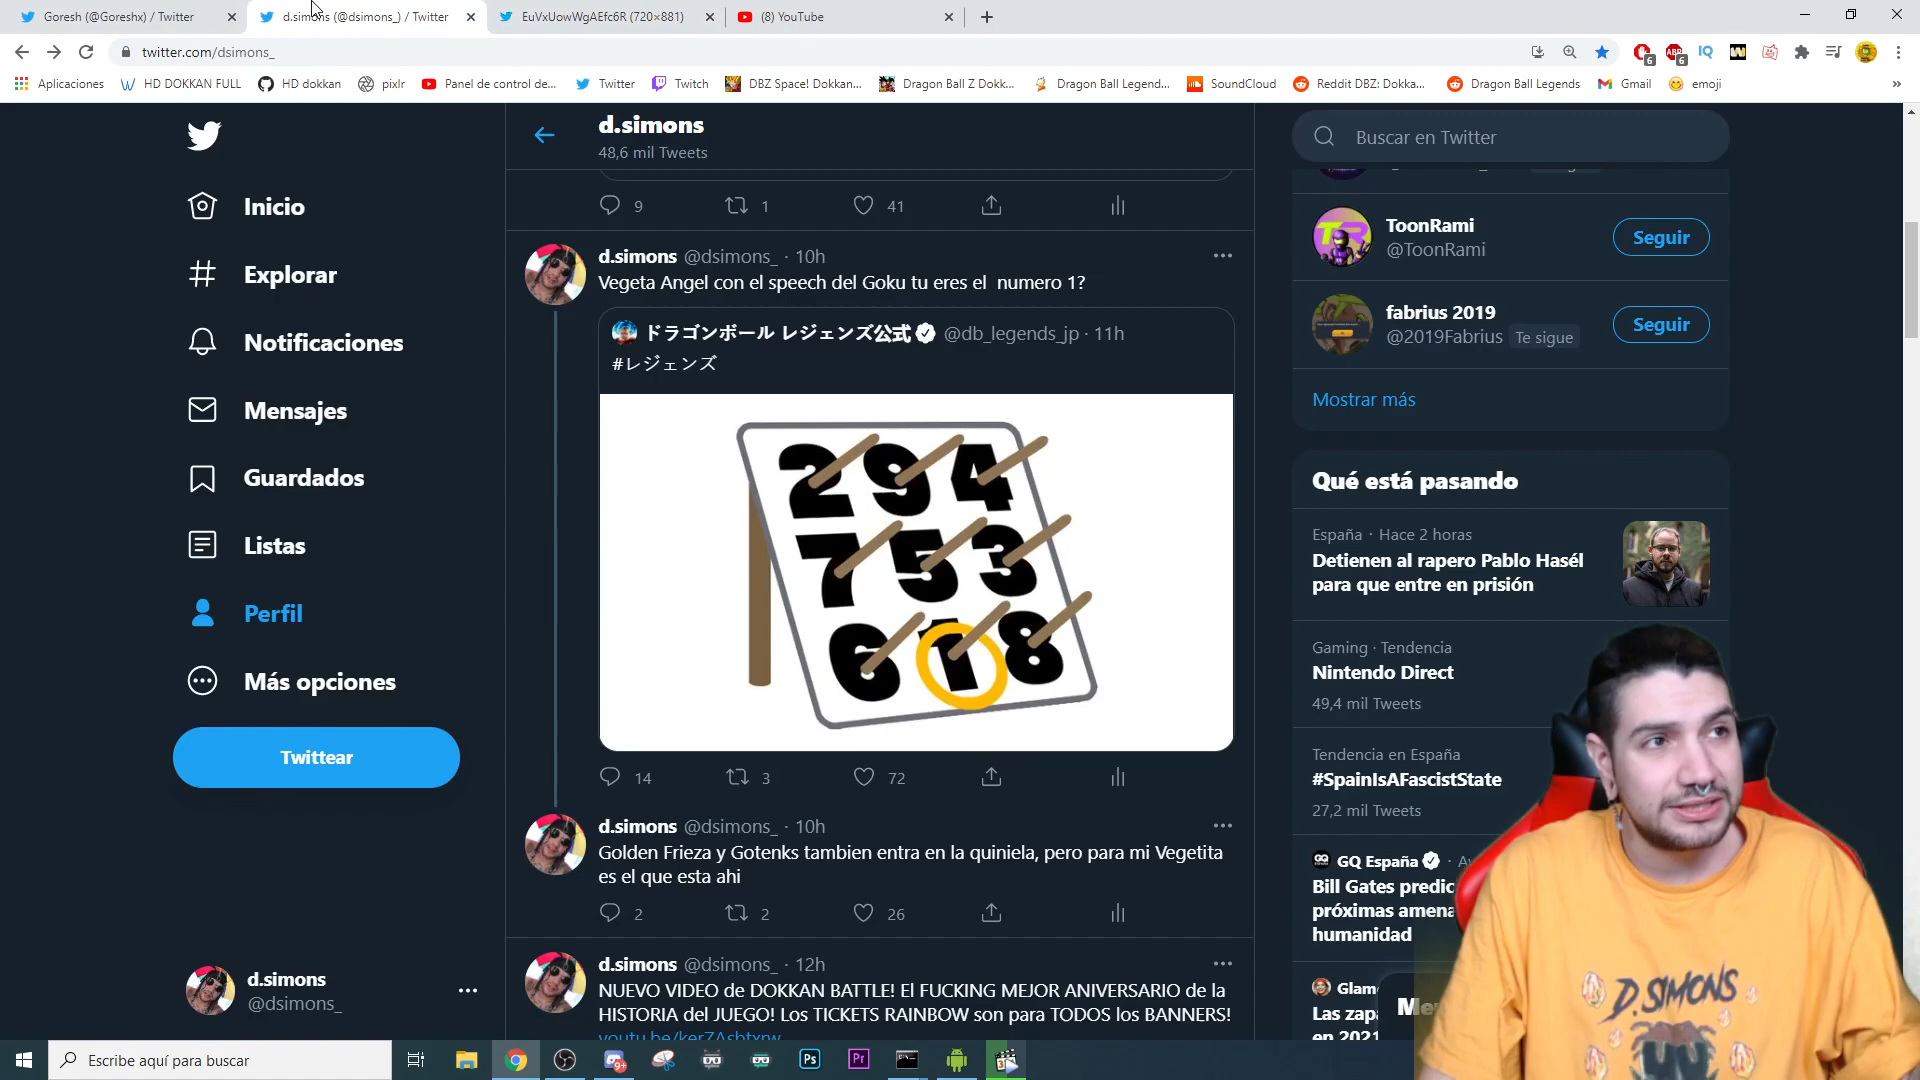 Goresh (@Goreshx) / Twitter
d.simons (@dsimons_) / Twitter
EuVxUowWgAEfc6R (720×881)
(8) YouTube
twitter.com/dsimons_
Aplicaciones
HD DOKKAN FULL
HD dokkan
pixlr
Panel de control de...
Twitter
Twitch
DBZ Space! Dokkan...
Dragon Ball Z Dokk...
Dragon Ball Legend...
SoundCloud
Reddit DBZ: Dokka...
Dragon Ball Legends
Gmail
emoji
Inicio
Explorar
Notificaciones
Mensajes
Guardados
Listas
Perfil
Más opciones
Twittear
d.simons
@dsimons_
d.simons
48,6 mil Tweets
9
1
41
d.simons @dsimons_ · 10h
Vegeta Angel con el speech del Goku tu eres el numero 1?
ドラゴンボール レジェンズ公式 @db_legends_jp · 11h
#レジェンズ
2 9 4
7 5 3
6 1 8
14
3
72
d.simons @dsimons_ · 10h
Golden Frieza y Gotenks tambien entra en la quiniela, pero para mi Vegetita
es el que esta ahi
2
2
26
d.simons @dsimons_ · 12h
NUEVO VIDEO de DOKKAN BATTLE! El FUCKING MEJOR ANIVERSARIO de la
HISTORIA del JUEGO! Los TICKETS RAINBOW son para TODOS los BANNERS!
Buscar en Twitter
ToonRami
@ToonRami
Seguir
fabrius 2019
@2019Fabrius Te sigue
Seguir
Mostrar más
Qué está pasando
España · Hace 2 horas
Detienen al rapero Pablo Hasél
para que entre en prisión
Gaming · Tendencia
Nintendo Direct
49,4 mil Tweets
Tendencia en España
#SpainIsAFascistState
27,2 mil Tweets
GQ España
Bill Gates predic
próximas amena
humanidad
Glam
Las zapa
en 2021
D.SIMONS
Escribe aquí para buscar